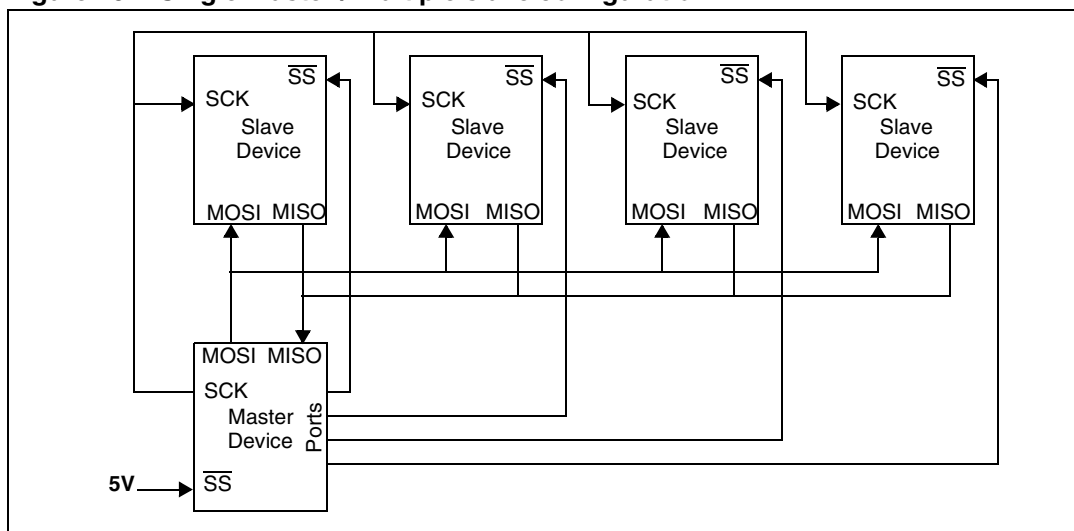 SS SS SS SS
SCK SCK SCK SCK
Slave Slave Slave Slave
Device Device Device Device
MOSI MISO MOSI MISO MOSI MISO MOSI MISO
MOSI MISO
SCK
Master
Device
Ports
5V SS